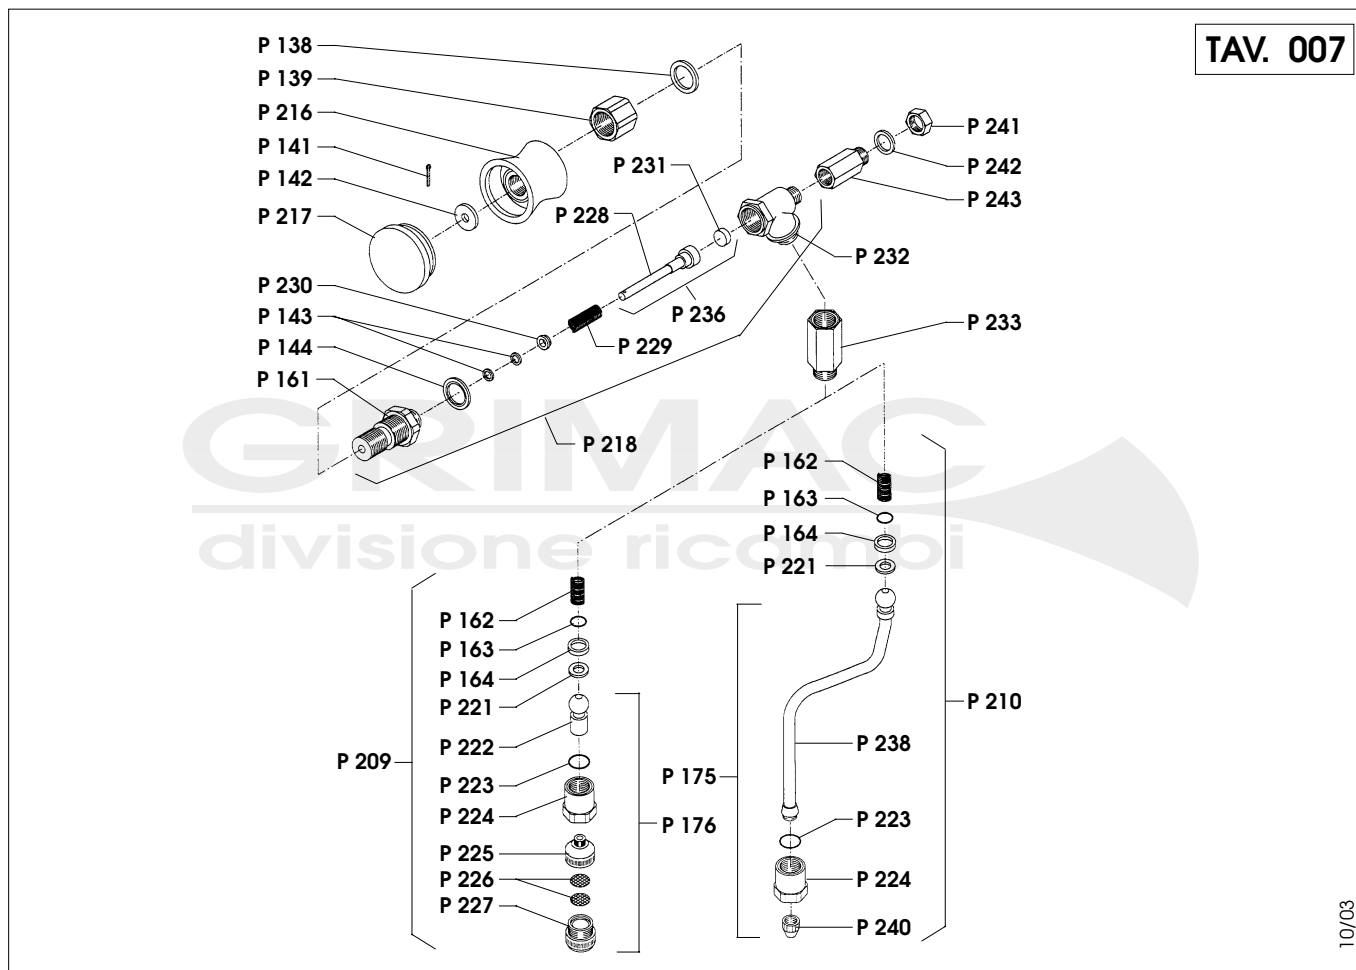 TAV. 007
P 138
P 139
P 216
P 141
P 142
P 217
P 230
P 143
P 144
P 161
P 231
P 228
P 236
P 229
P 218
P 241
P 242
P 243
P 232
P 233
GRIMAC
divisione ricambi
P 162
P 163
P 164
P 221
P 222
P 223
P 224
P 225
P 226
P 227
P 209
P 176
P 162
P 163
P 164
P 221
P 210
P 238
P 175
P 223
P 224
P 240
10/03